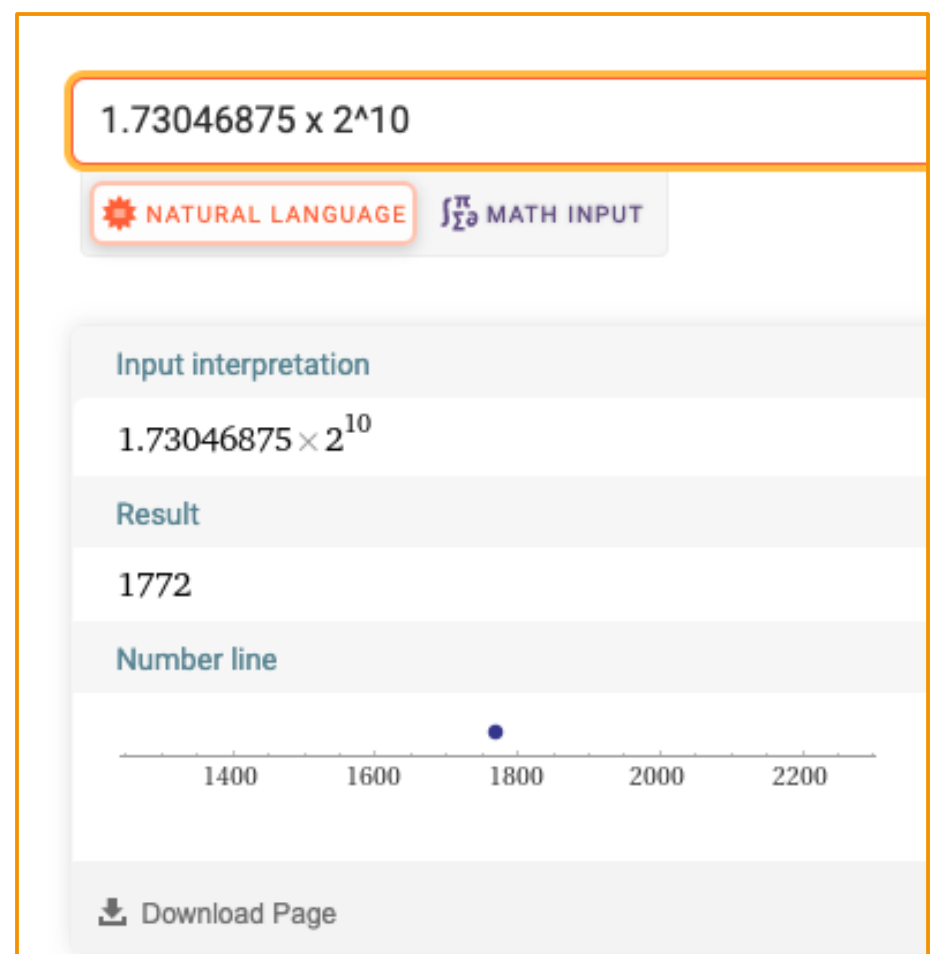 1.73046875 x 2^10
NATURAL LANGUAGE ∫π Σ∂ MATH INPUT
Input interpretation
1.73046875 × 2^10
Result
1772
Number line
1400 1600 1800 2000 2200
Download Page